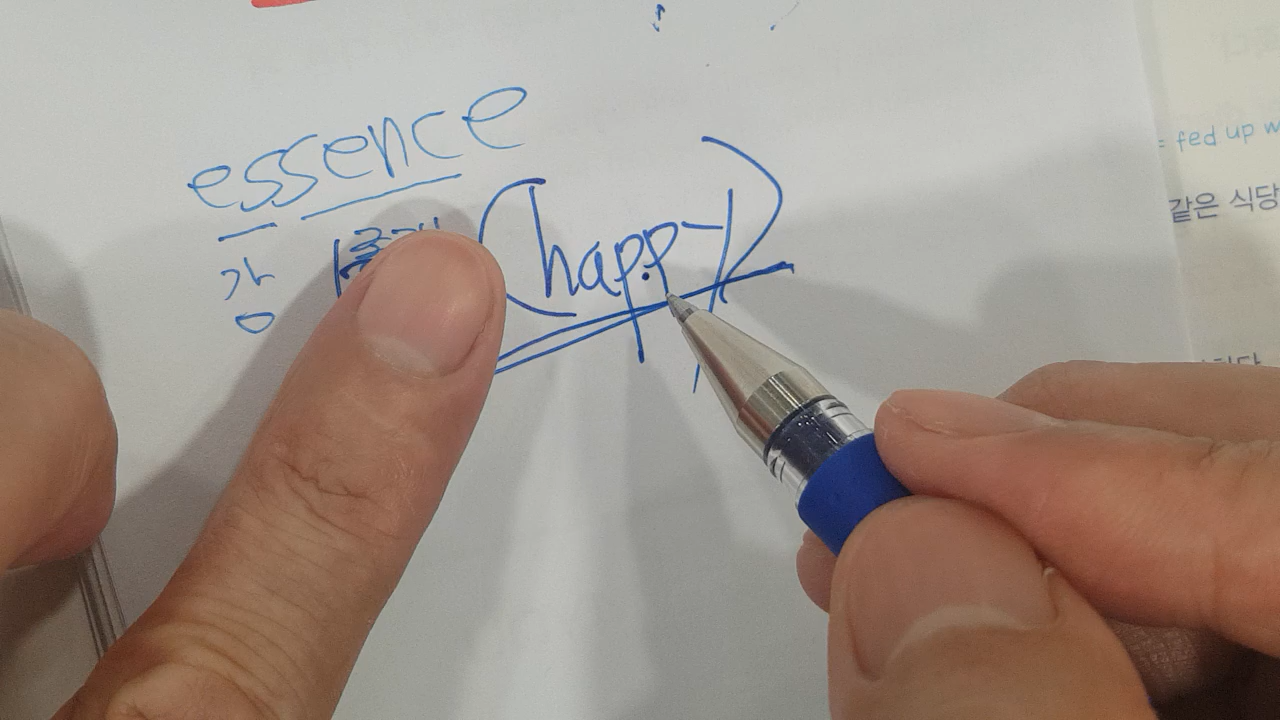 essence
(happy)
강
= fed up
같은 식당